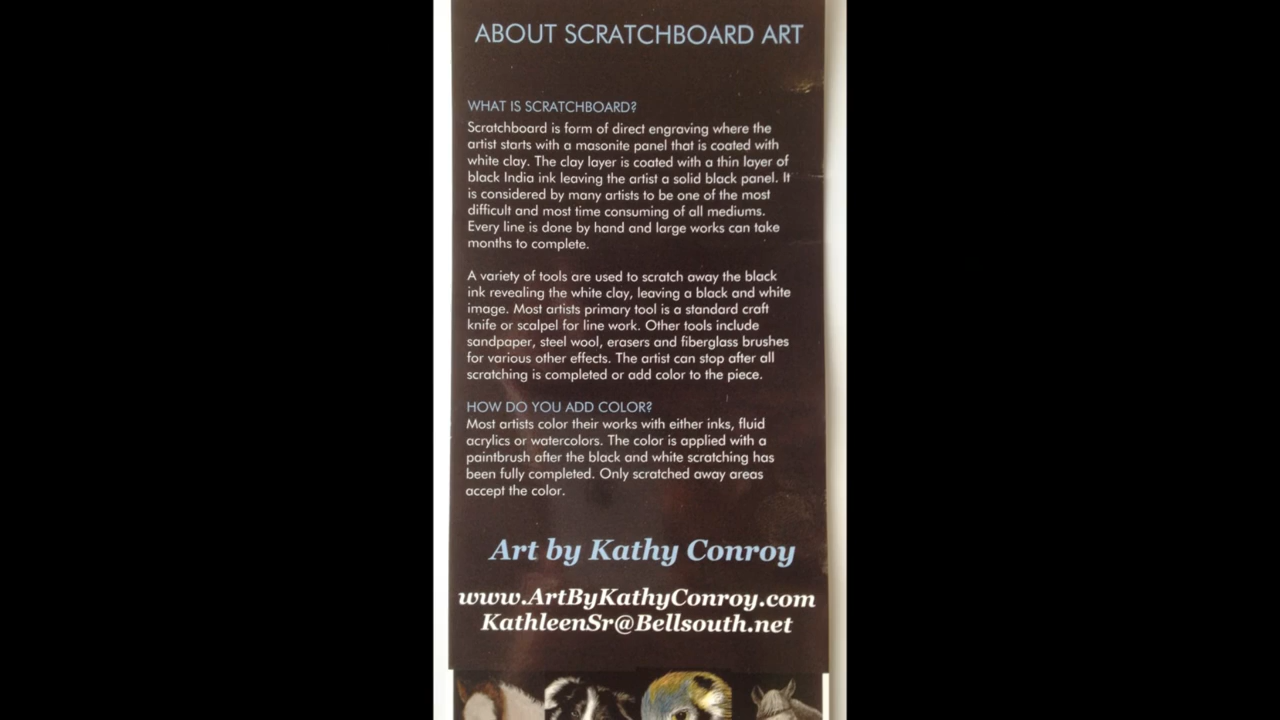 ABOUT SCRATCHBOARD ART
WHAT IS SCRATCHBOARD?
Scratchboard is form of direct engraving where the
artist starts with a masonite panel that is coated with
white clay. The clay layer is coated with a thin layer of
black India ink leaving the artist a solid black panel. It
is considered by many artists to be one of the most
difficult and most time consuming of all mediums.
Every line is done by hand and large works can take
months to complete.
A variety of tools are used to scratch away the black
ink revealing the white clay, leaving a black and white
image. Most artists primary tool is a standard craft
knife or scalpel for line work. Other tools include
sandpaper, steel wool, erasers and fiberglass brushes
for various other effects. The artist can stop after all
scratching is completed or add color to the piece.
HOW DO YOU ADD COLOR?
Most artists color their works with either inks, fluid
acrylics or watercolors. The color is applied with a
paintbrush after the black and white scratching has
been fully completed. Only scratched away areas
accept the color.
Art by Kathy Conroy
www.ArtByKathyConroy.com
KathleenSr@Bellsouth.net